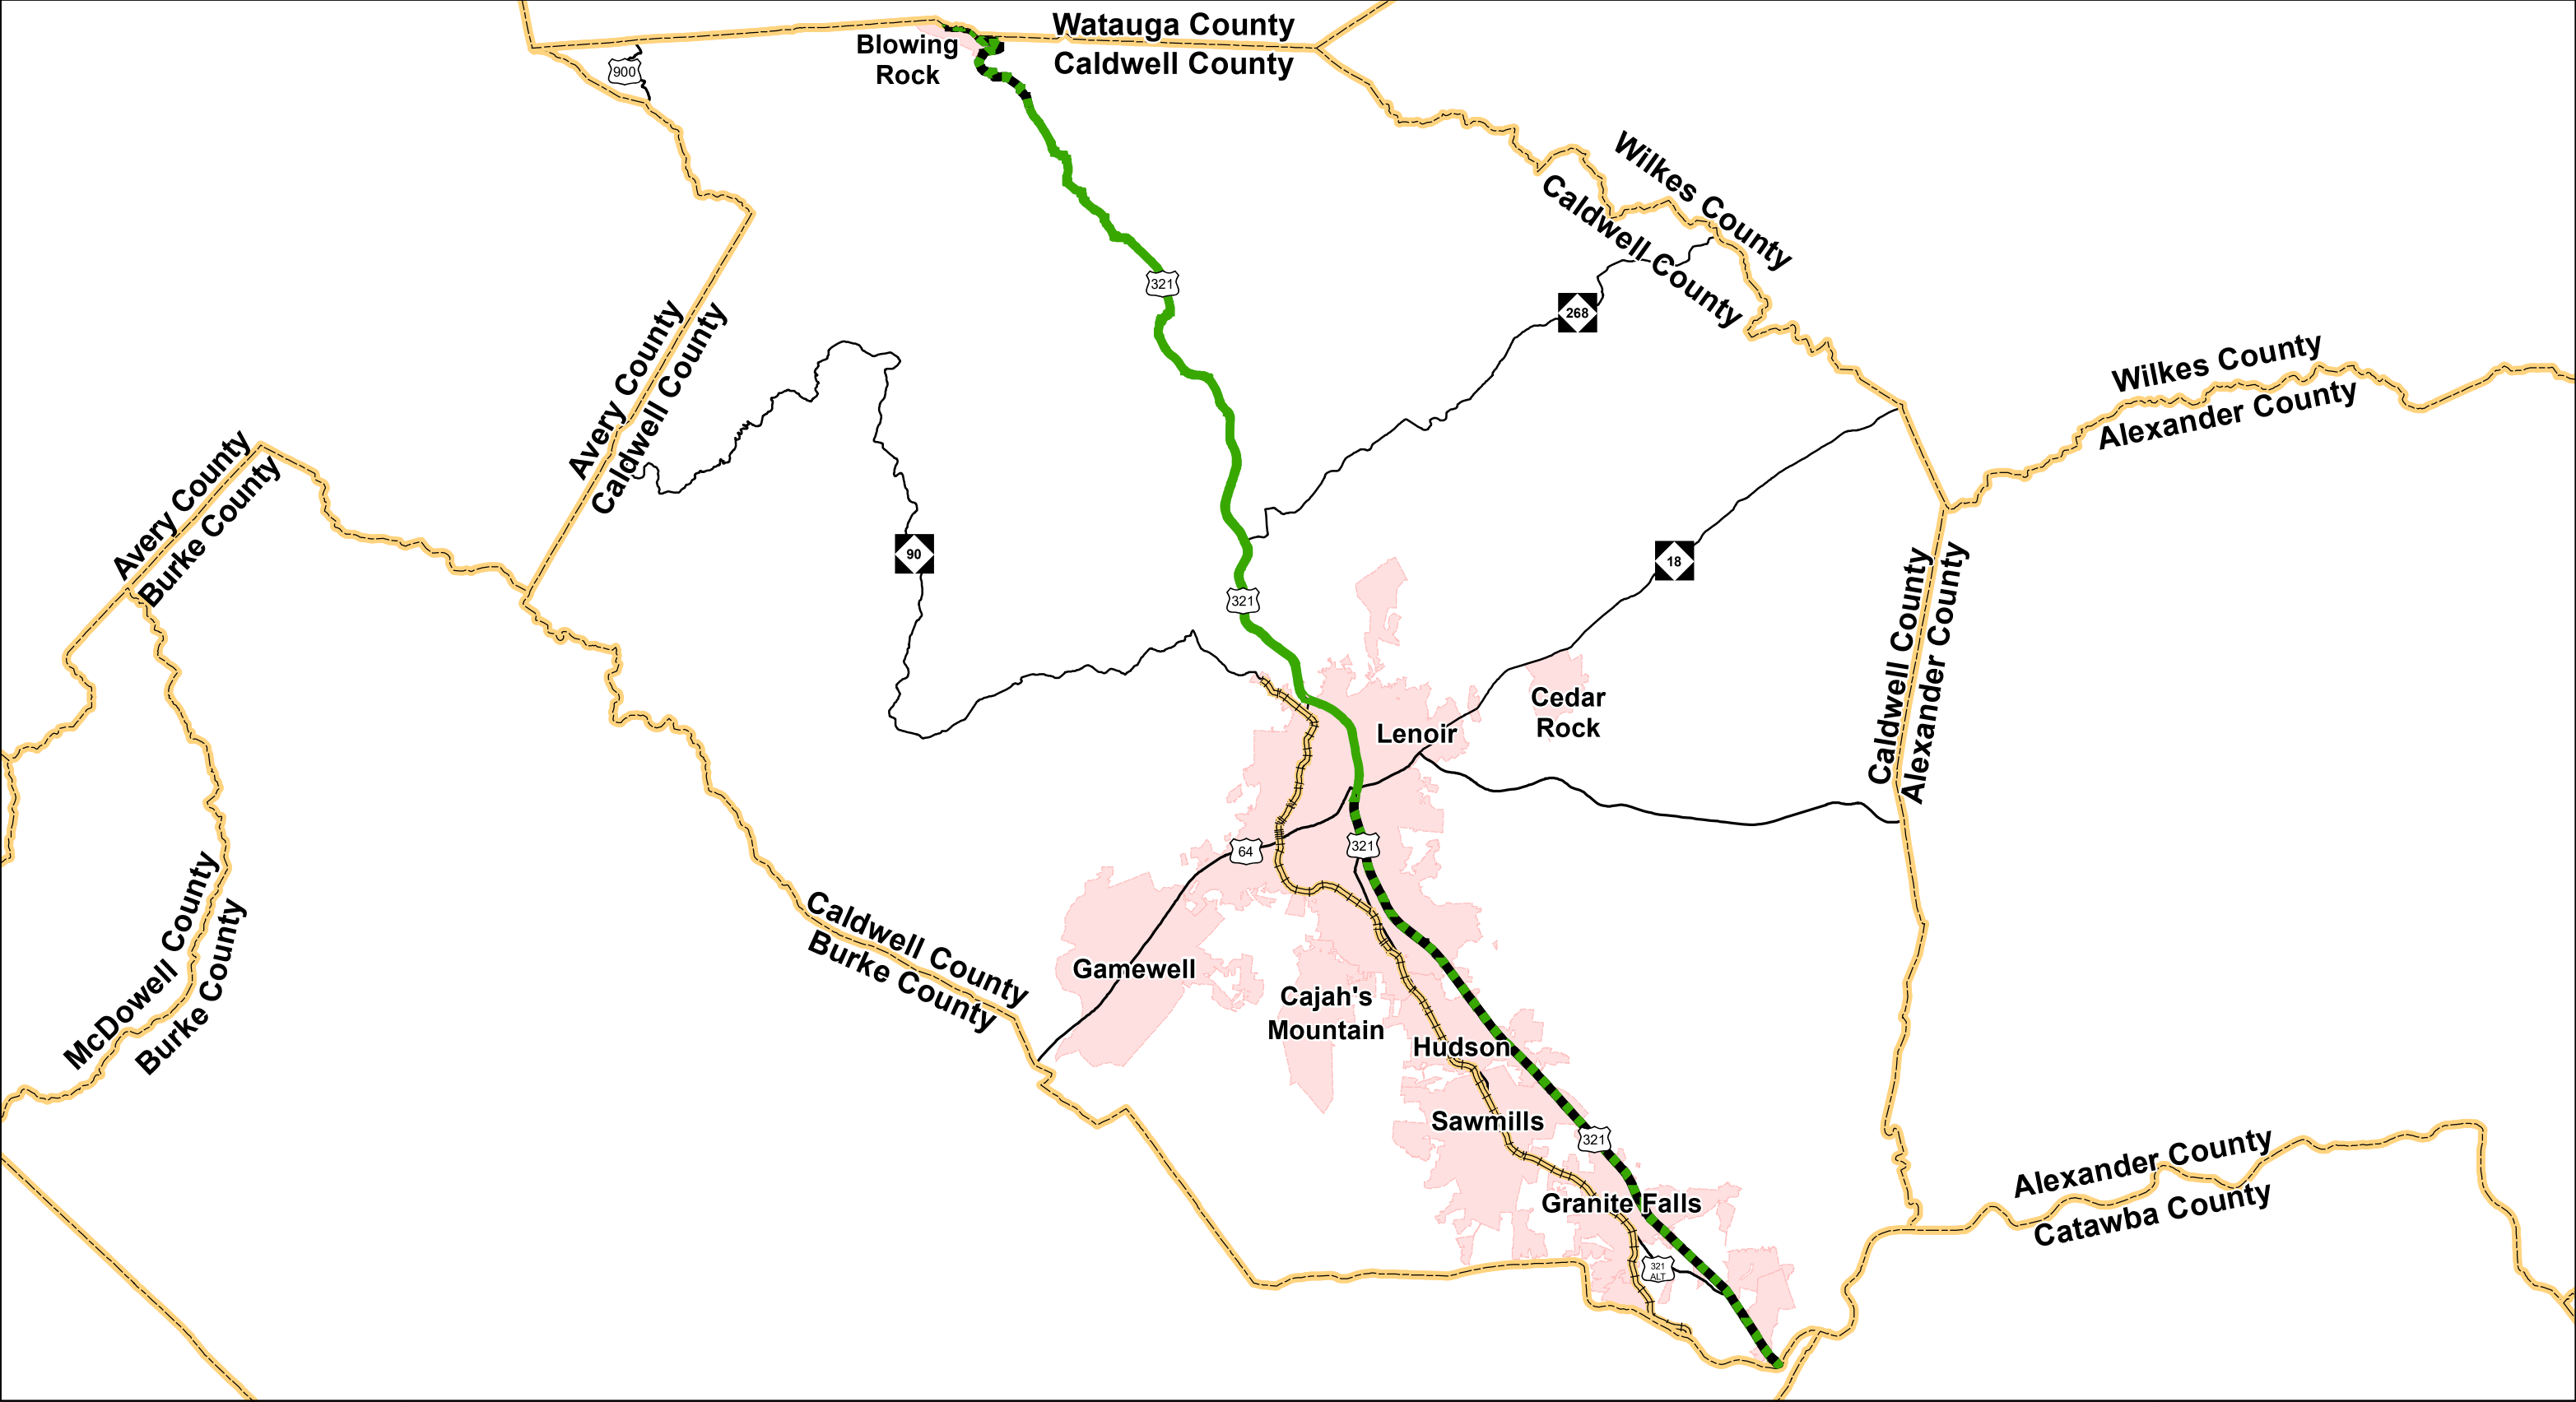 Watauga County
Blowing
Rock
Caldwell County
900
Wilkes County
Caldwell County
321
268
Avery County
Caldwell County
Wilkes County
Alexander County
Avery County
Burke County
90
18
321
Caldwell County
Alexander County
Cedar
Rock
Lenoir
321
64
McDowell County
Burke County
Caldwell County
Burke County
Gamewell
Cajah's
Mountain
Hudson
Sawmills
321
Alexander County
Catawba County
Granite Falls
321
ALT